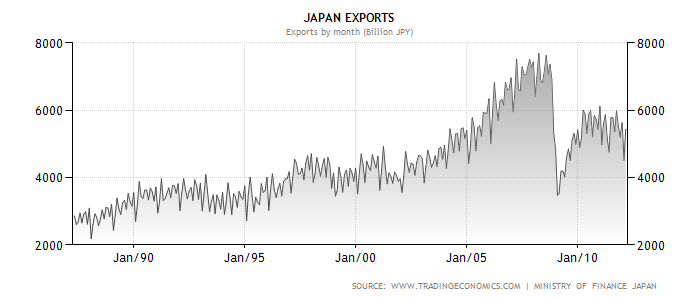 JAPAN EXPORTS
Exports by month (Billion JPY)
8000 8000
6000 6000
4000 4000
2000 2000
Jan/90 Jan/95 Jan/00 Jan/05 Jan/10
SOURCE: WWW.TRADINGECONOMICS.COM | MINISTRY OF FINANCE JAPAN